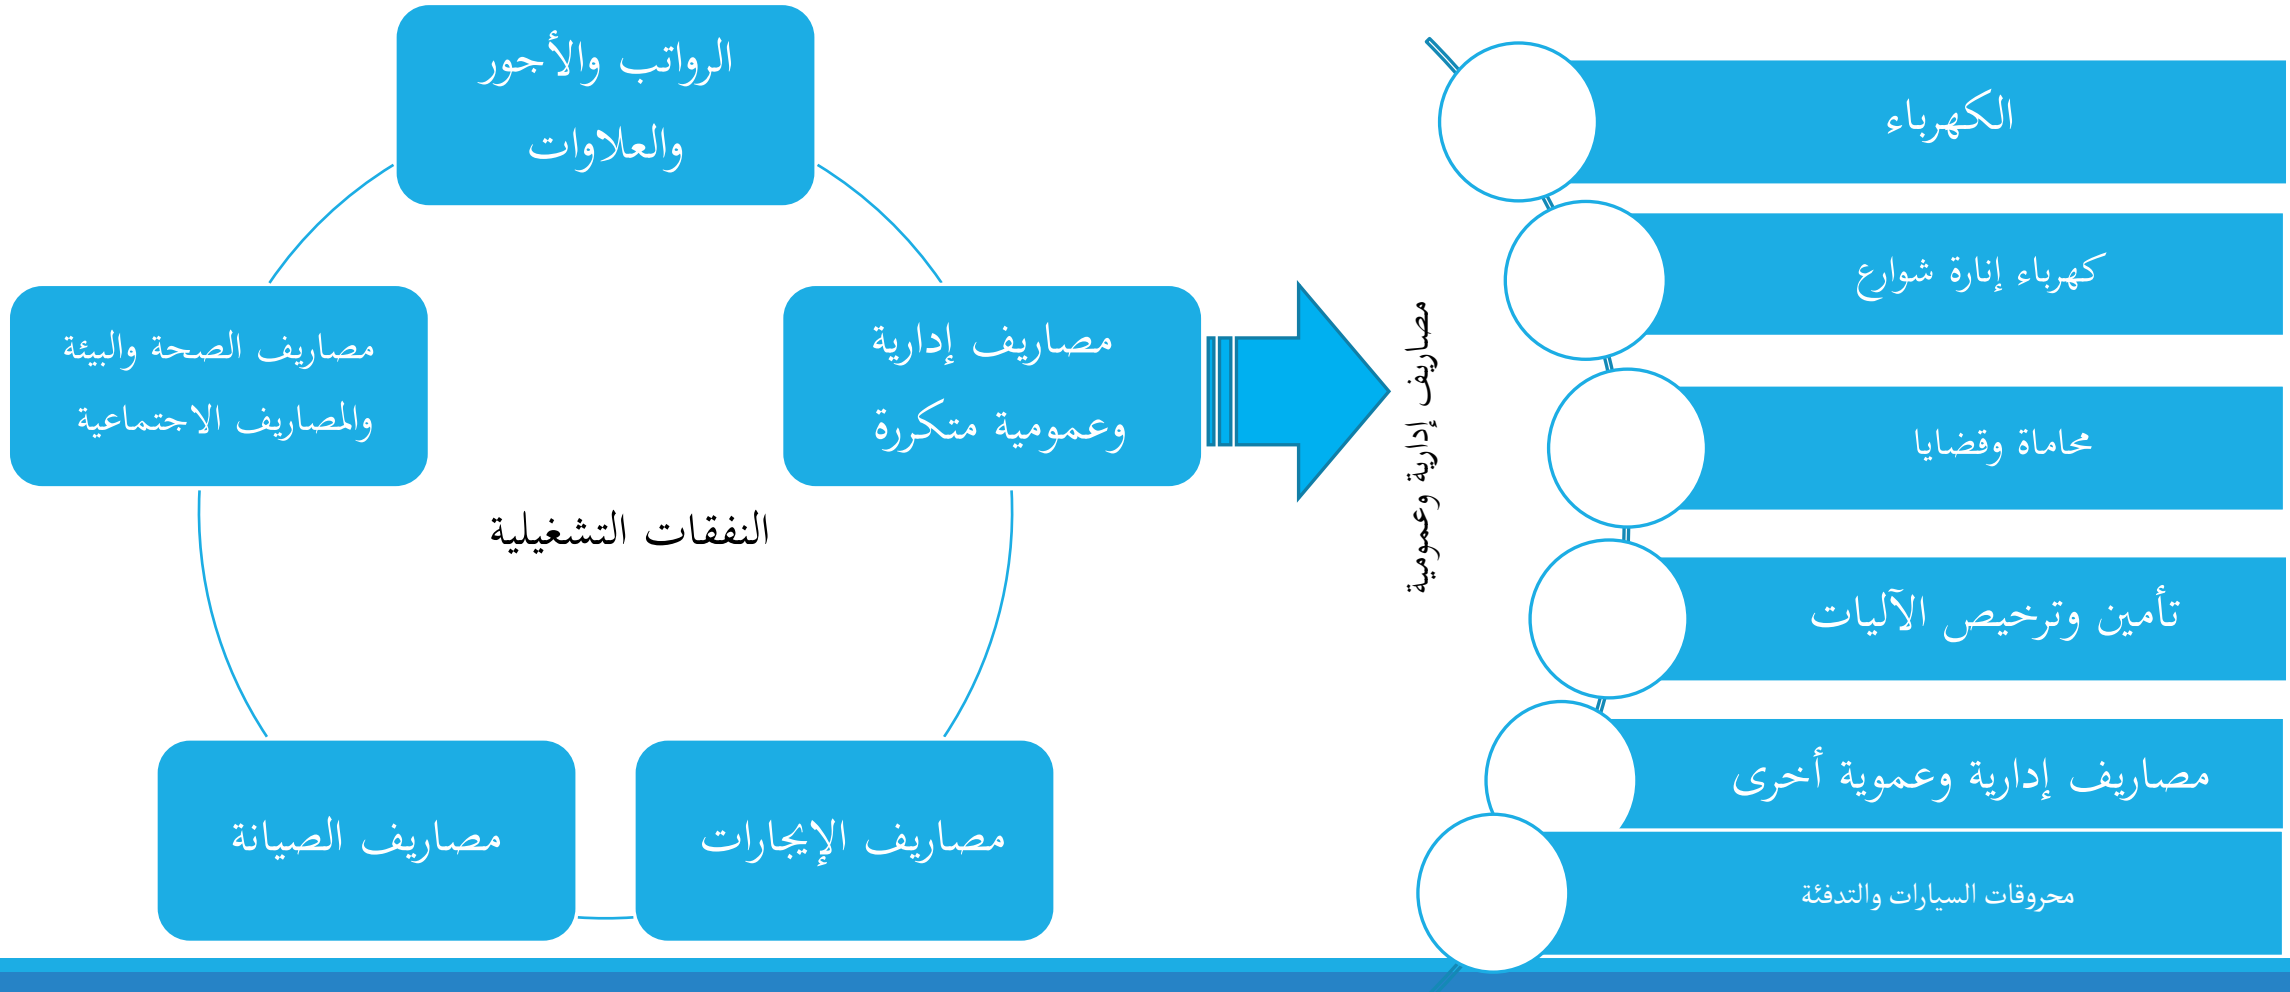 الرواتب والأجور
والعلاوات
مصاريف إدارية
وعمومية متكررة
مصاريف الإيجارات
مصاريف الصيانة
مصاريف الصحة والبيئة
والمصاريف الاجتماعية
النفقات التشغيلية
مصاريف إدارية وعمومية
الكهرباء
كهرباء إنارة شوارع
محاماة وقضايا
تأمين وترخيص الآليات
مصاريف إدارية وعموية أخرى
محروقات السيارات والتدفئة